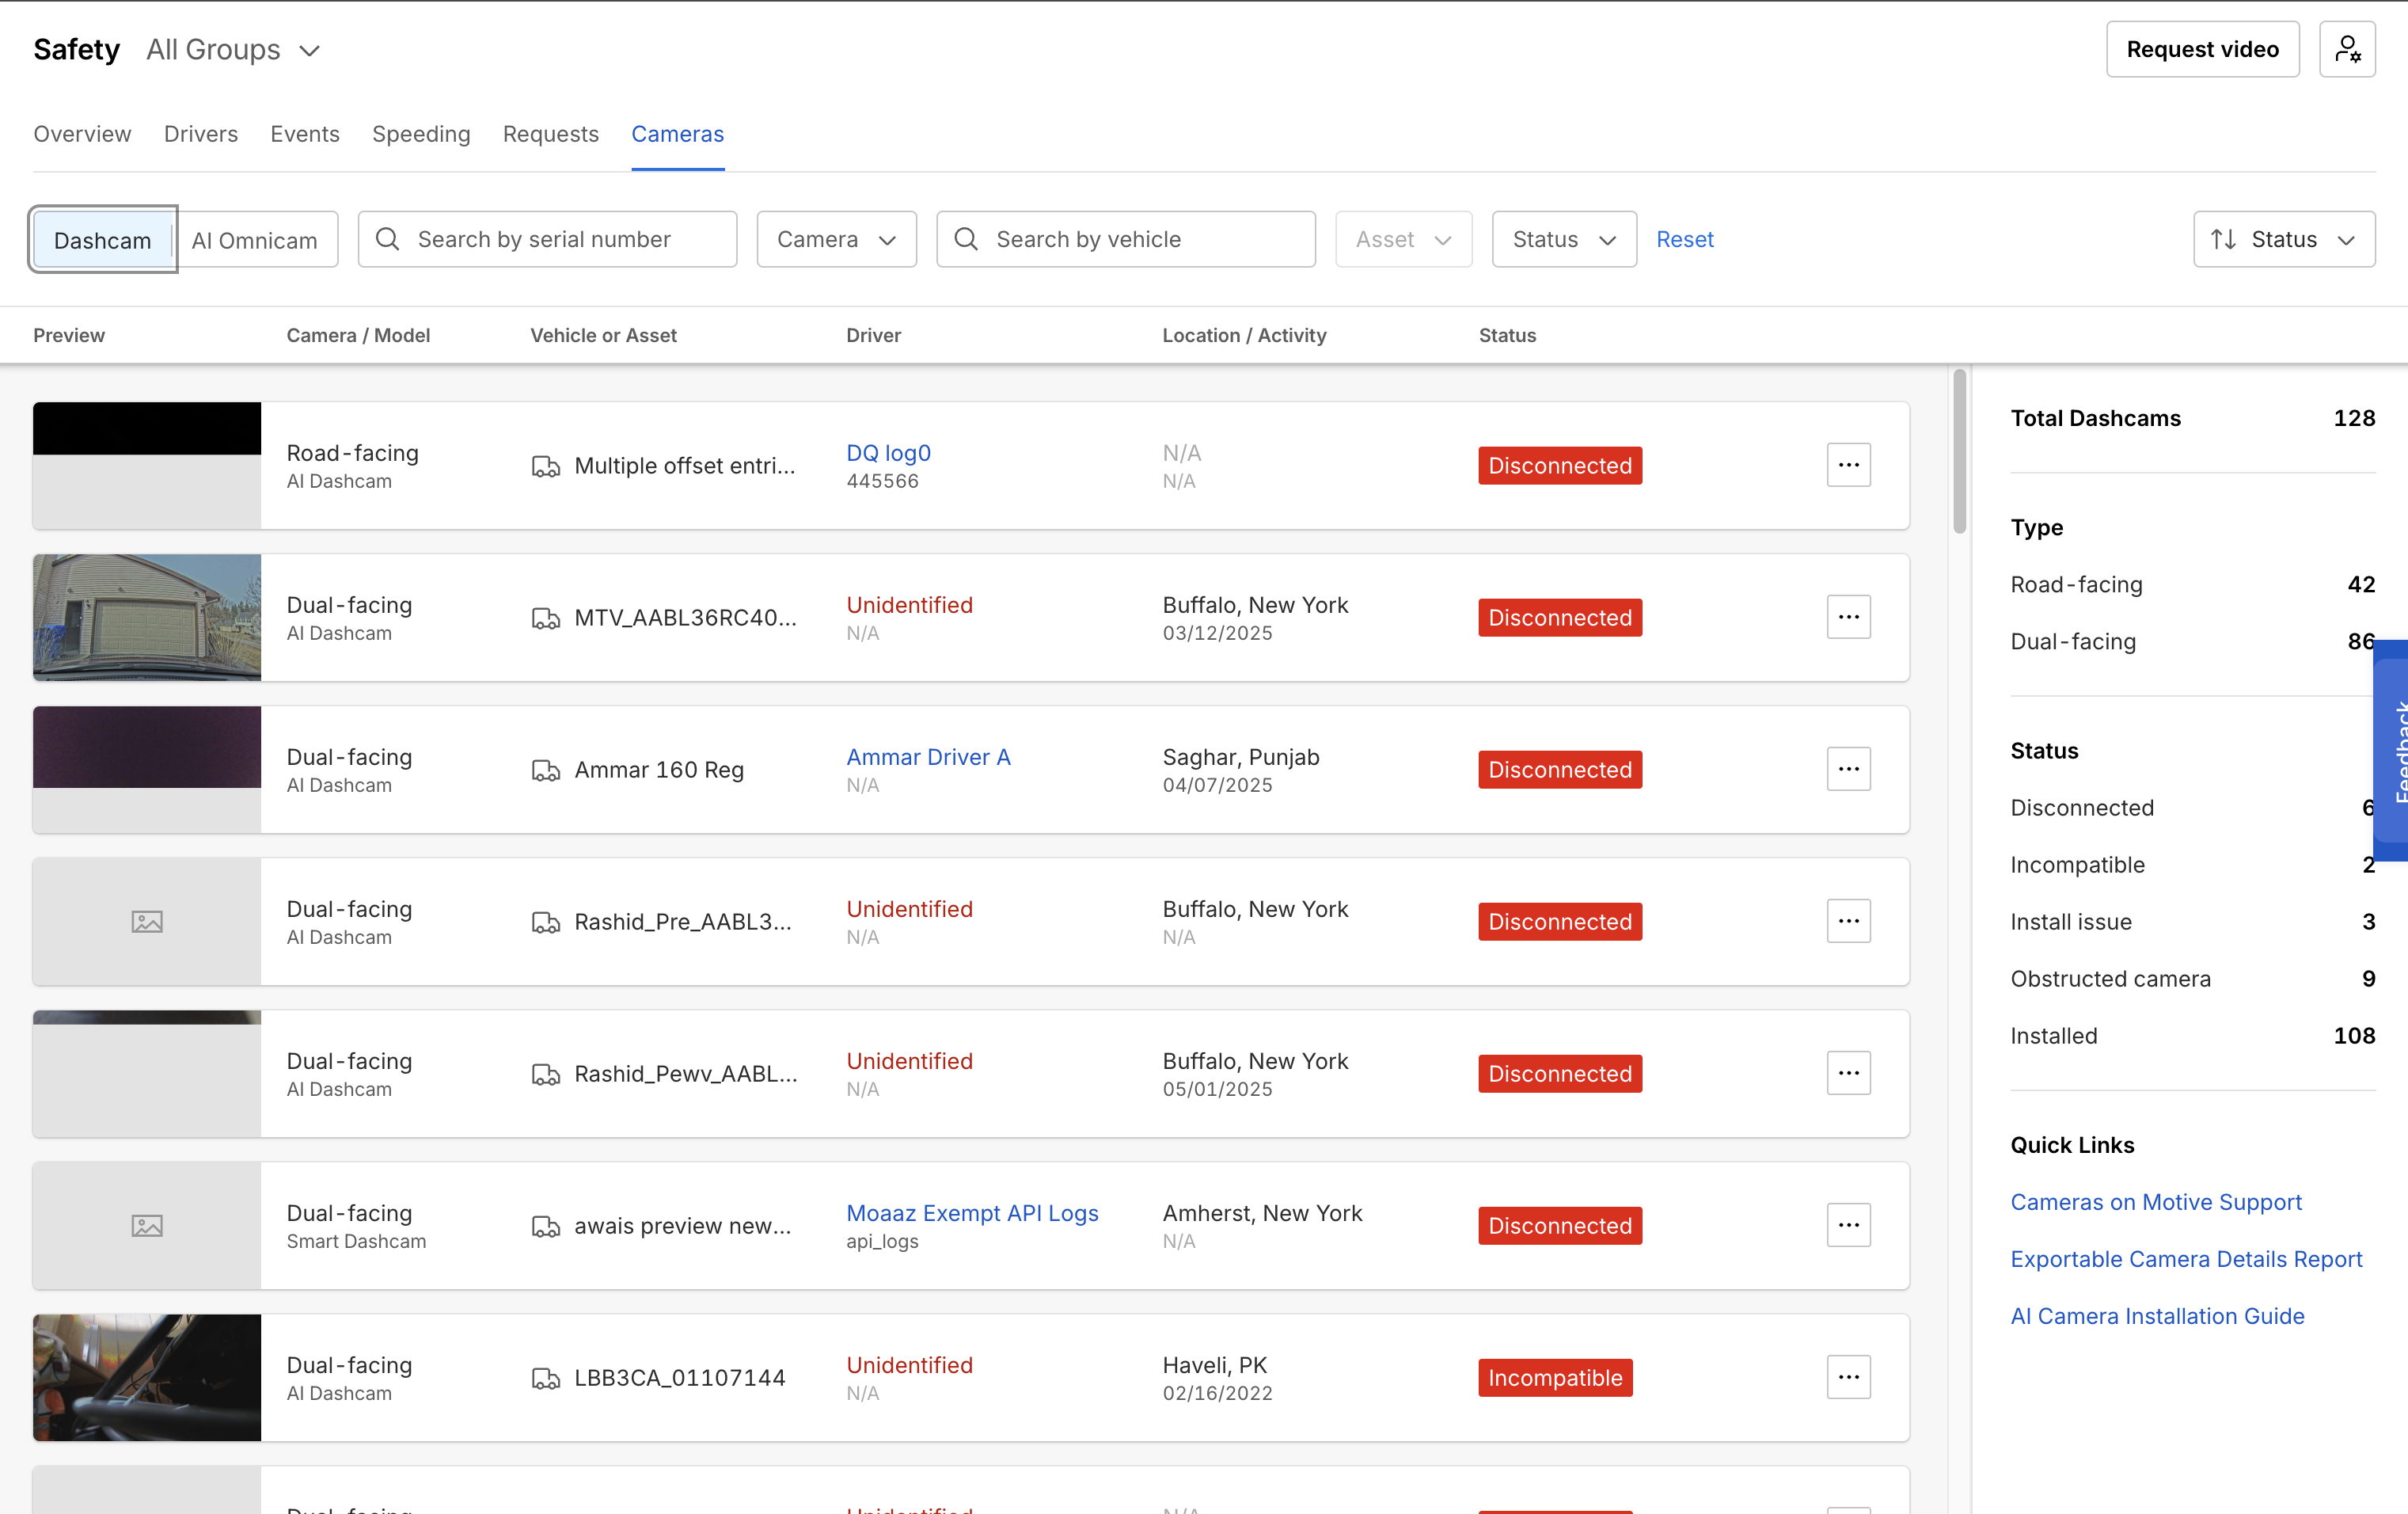 Safety All Groups
Request video
Overview Drivers Events Speeding Requests Cameras
Dashcam AI Omnicam Search by serial number Camera Search by vehicle Asset Status Reset Status
Preview Camera / Model Vehicle or Asset Driver Location / Activity Status
Road-facing
AI Dashcam
Multiple offset entri...
DQ log0
445566
N/A
N/A
Disconnected
Dual-facing
AI Dashcam
MTV_AABL36RC40...
Unidentified
N/A
Buffalo, New York
03/12/2025
Disconnected
Dual-facing
AI Dashcam
Ammar 160 Reg
Ammar Driver A
N/A
Saghar, Punjab
04/07/2025
Disconnected
Dual-facing
AI Dashcam
Rashid_Pre_AABL3...
Unidentified
N/A
Buffalo, New York
N/A
Disconnected
Dual-facing
AI Dashcam
Rashid_Pewv_AABL...
Unidentified
N/A
Buffalo, New York
05/01/2025
Disconnected
Dual-facing
Smart Dashcam
awais preview new...
Moaaz Exempt API Logs
api_logs
Amherst, New York
N/A
Disconnected
Dual-facing
AI Dashcam
LBB3CA_01107144
Unidentified
N/A
Haveli, PK
02/16/2022
Incompatible
Total Dashcams 128
Type
Road-facing 42
Dual-facing 86
Status
Disconnected 6
Incompatible 2
Install issue 3
Obstructed camera 9
Installed 108
Quick Links
Cameras on Motive Support
Exportable Camera Details Report
AI Camera Installation Guide
Feedback